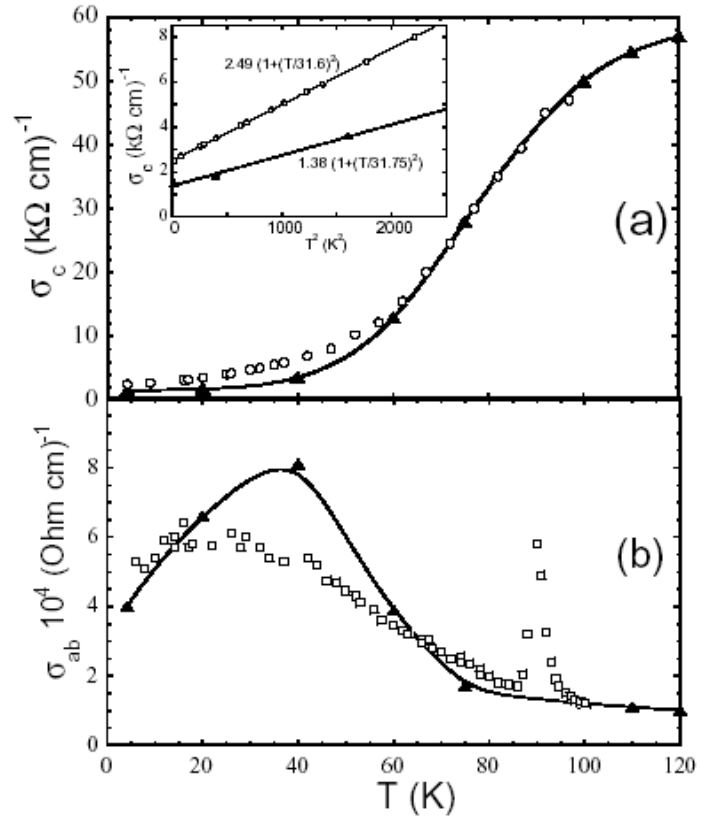 60
50
40
30
20
10
0
σc (kΩ cm)-1
8
6
4
2
0
σc (kΩ cm)-1
2.49 (1+(T/31.6)2)
1.38 (1+(T/31.75)2)
0 1000 2000
T2 (K2)
(a)
8
6
4
2
0
σab 104 (Ohm cm)-1
(b)
0 20 40 60 80 100 120
T (K)